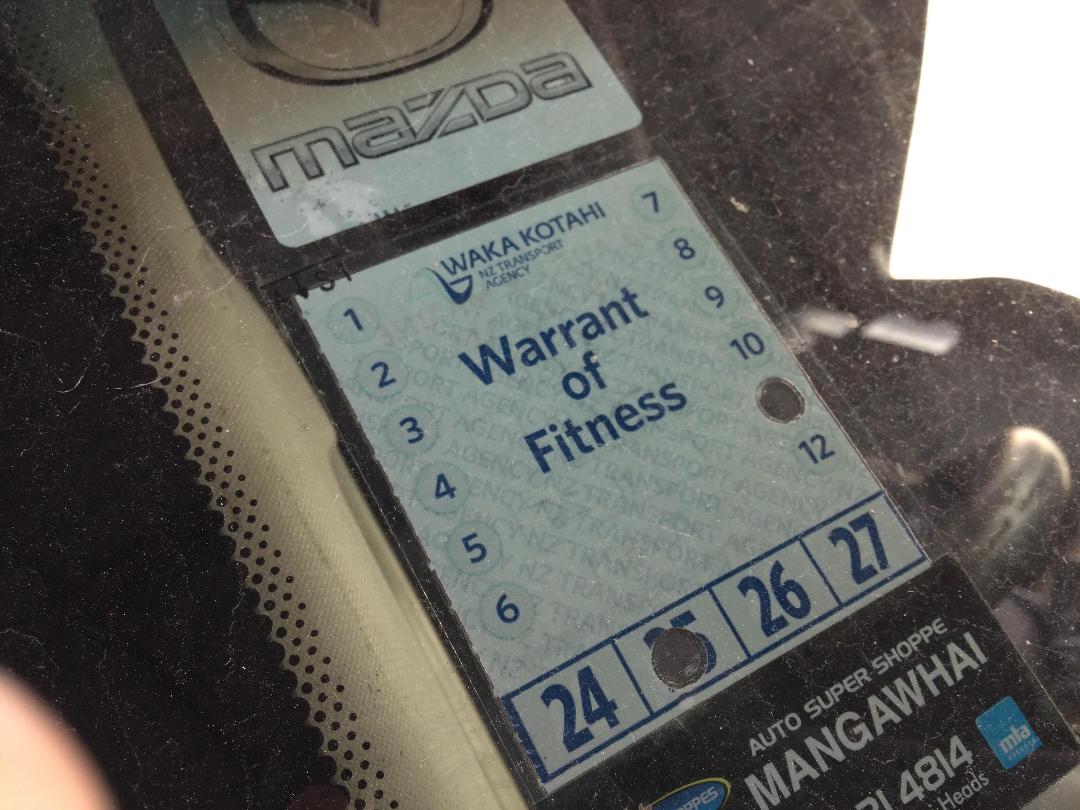 mazda
WAKA KOTAHI
NZ TRANSPORT
AGENCY
Warrant
of
Fitness
1
2
3
4
5
6
7
8
9
10
12
24
26
27
AUTO SUPER SHOPPE
MANGAWHAI
4814
Heads
mta